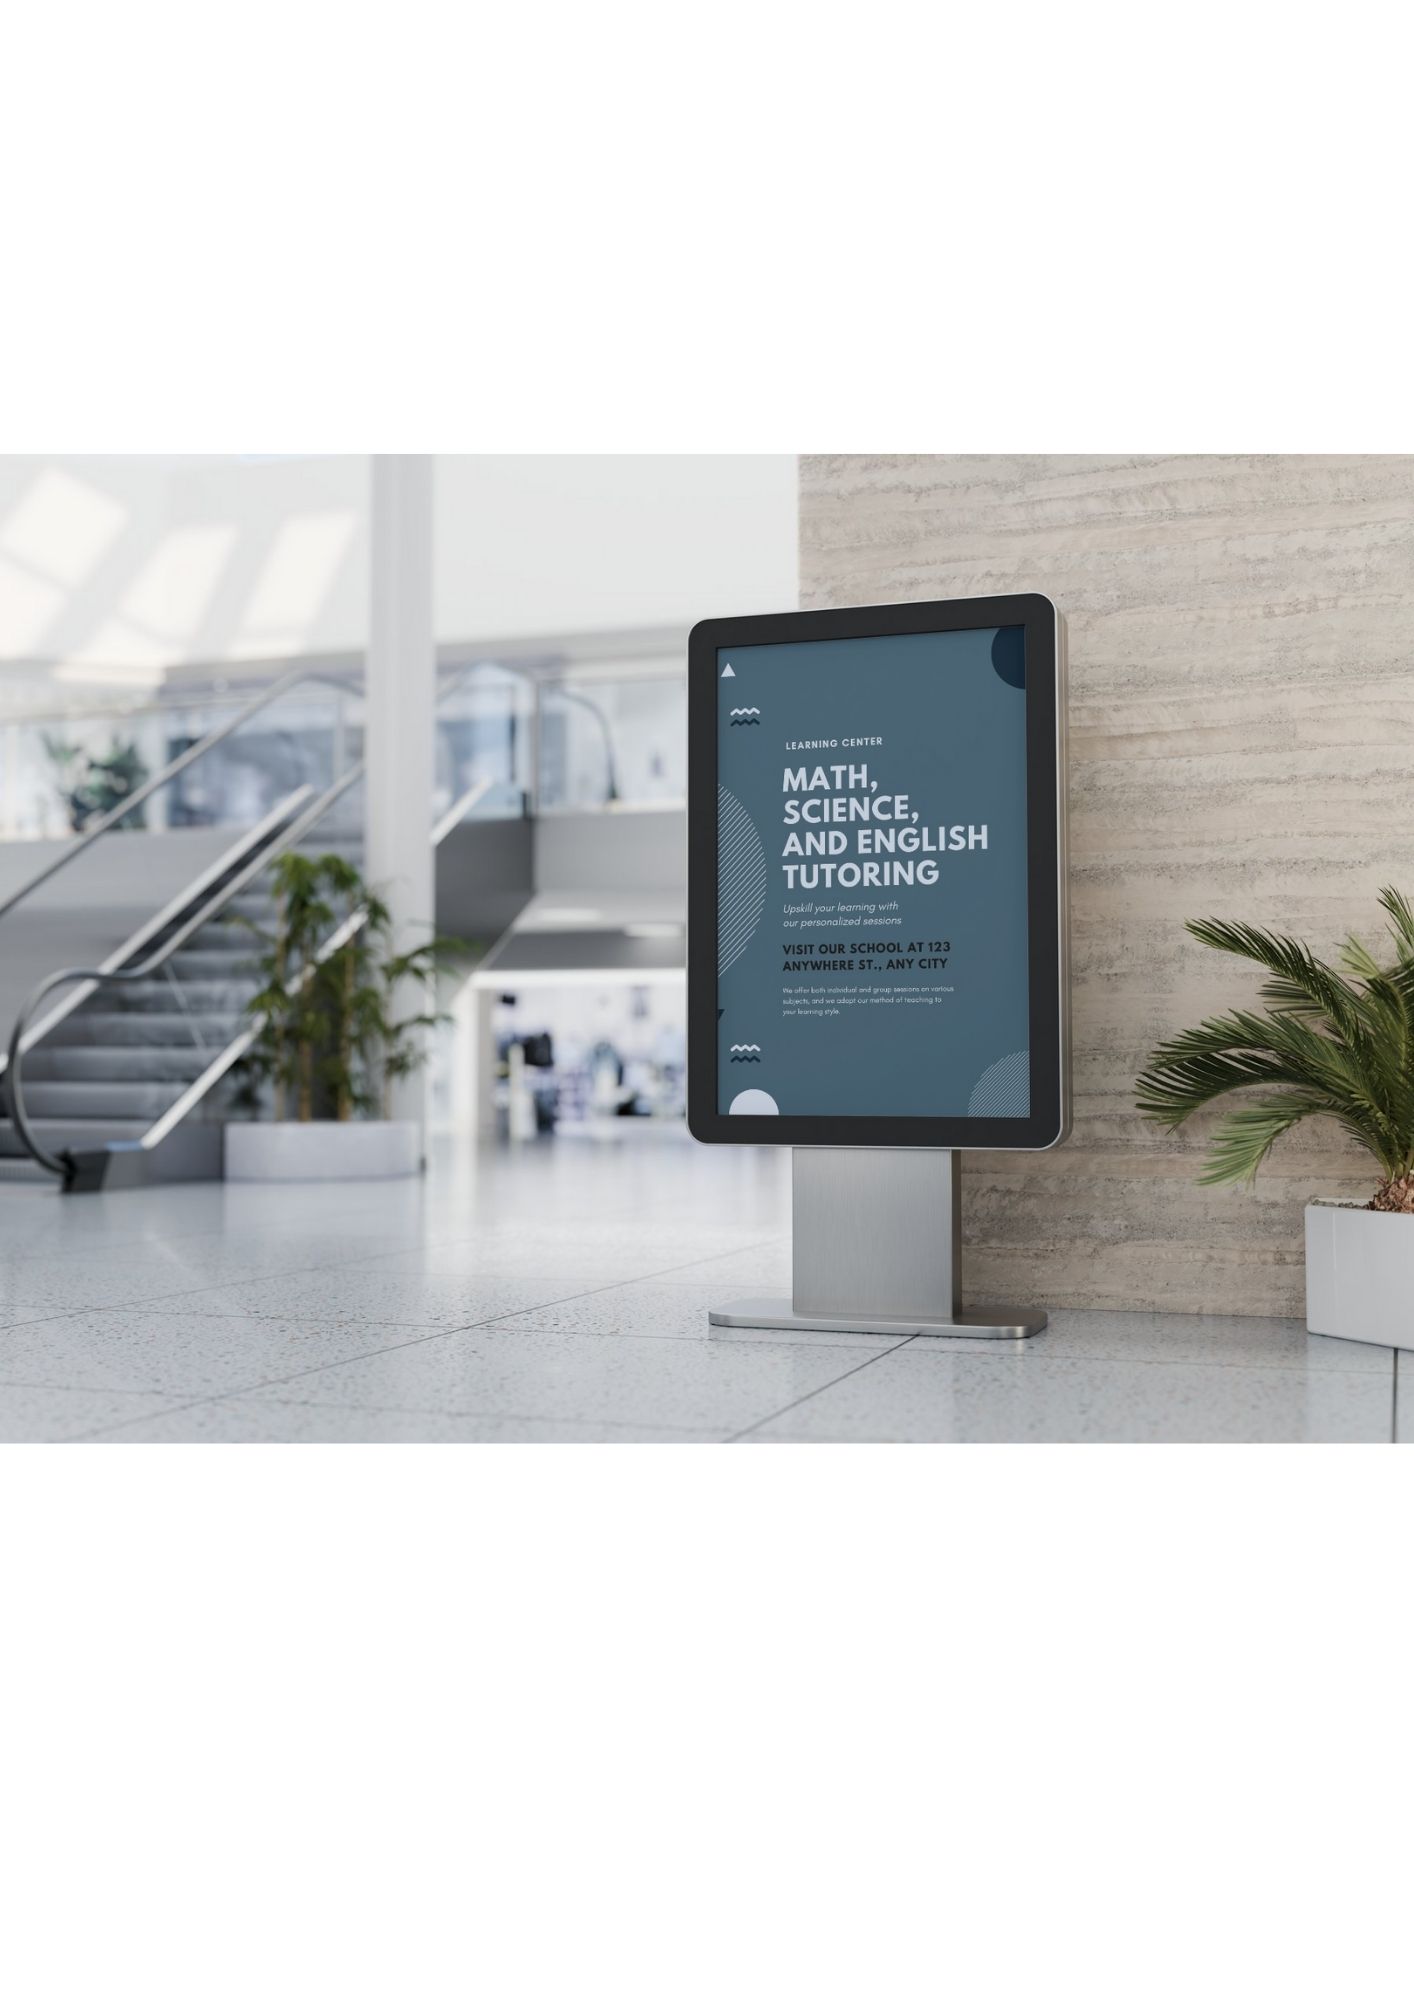 LEARNING CENTER
MATH,
SCIENCE,
AND ENGLISH
TUTORING
Upskill your learning with
our personalized sessions
VISIT OUR SCHOOL AT 123
ANYWHERE ST., ANY CITY
We offer both individual and group sessions on various
subjects, and we adapt our method of teaching to
your learning style.